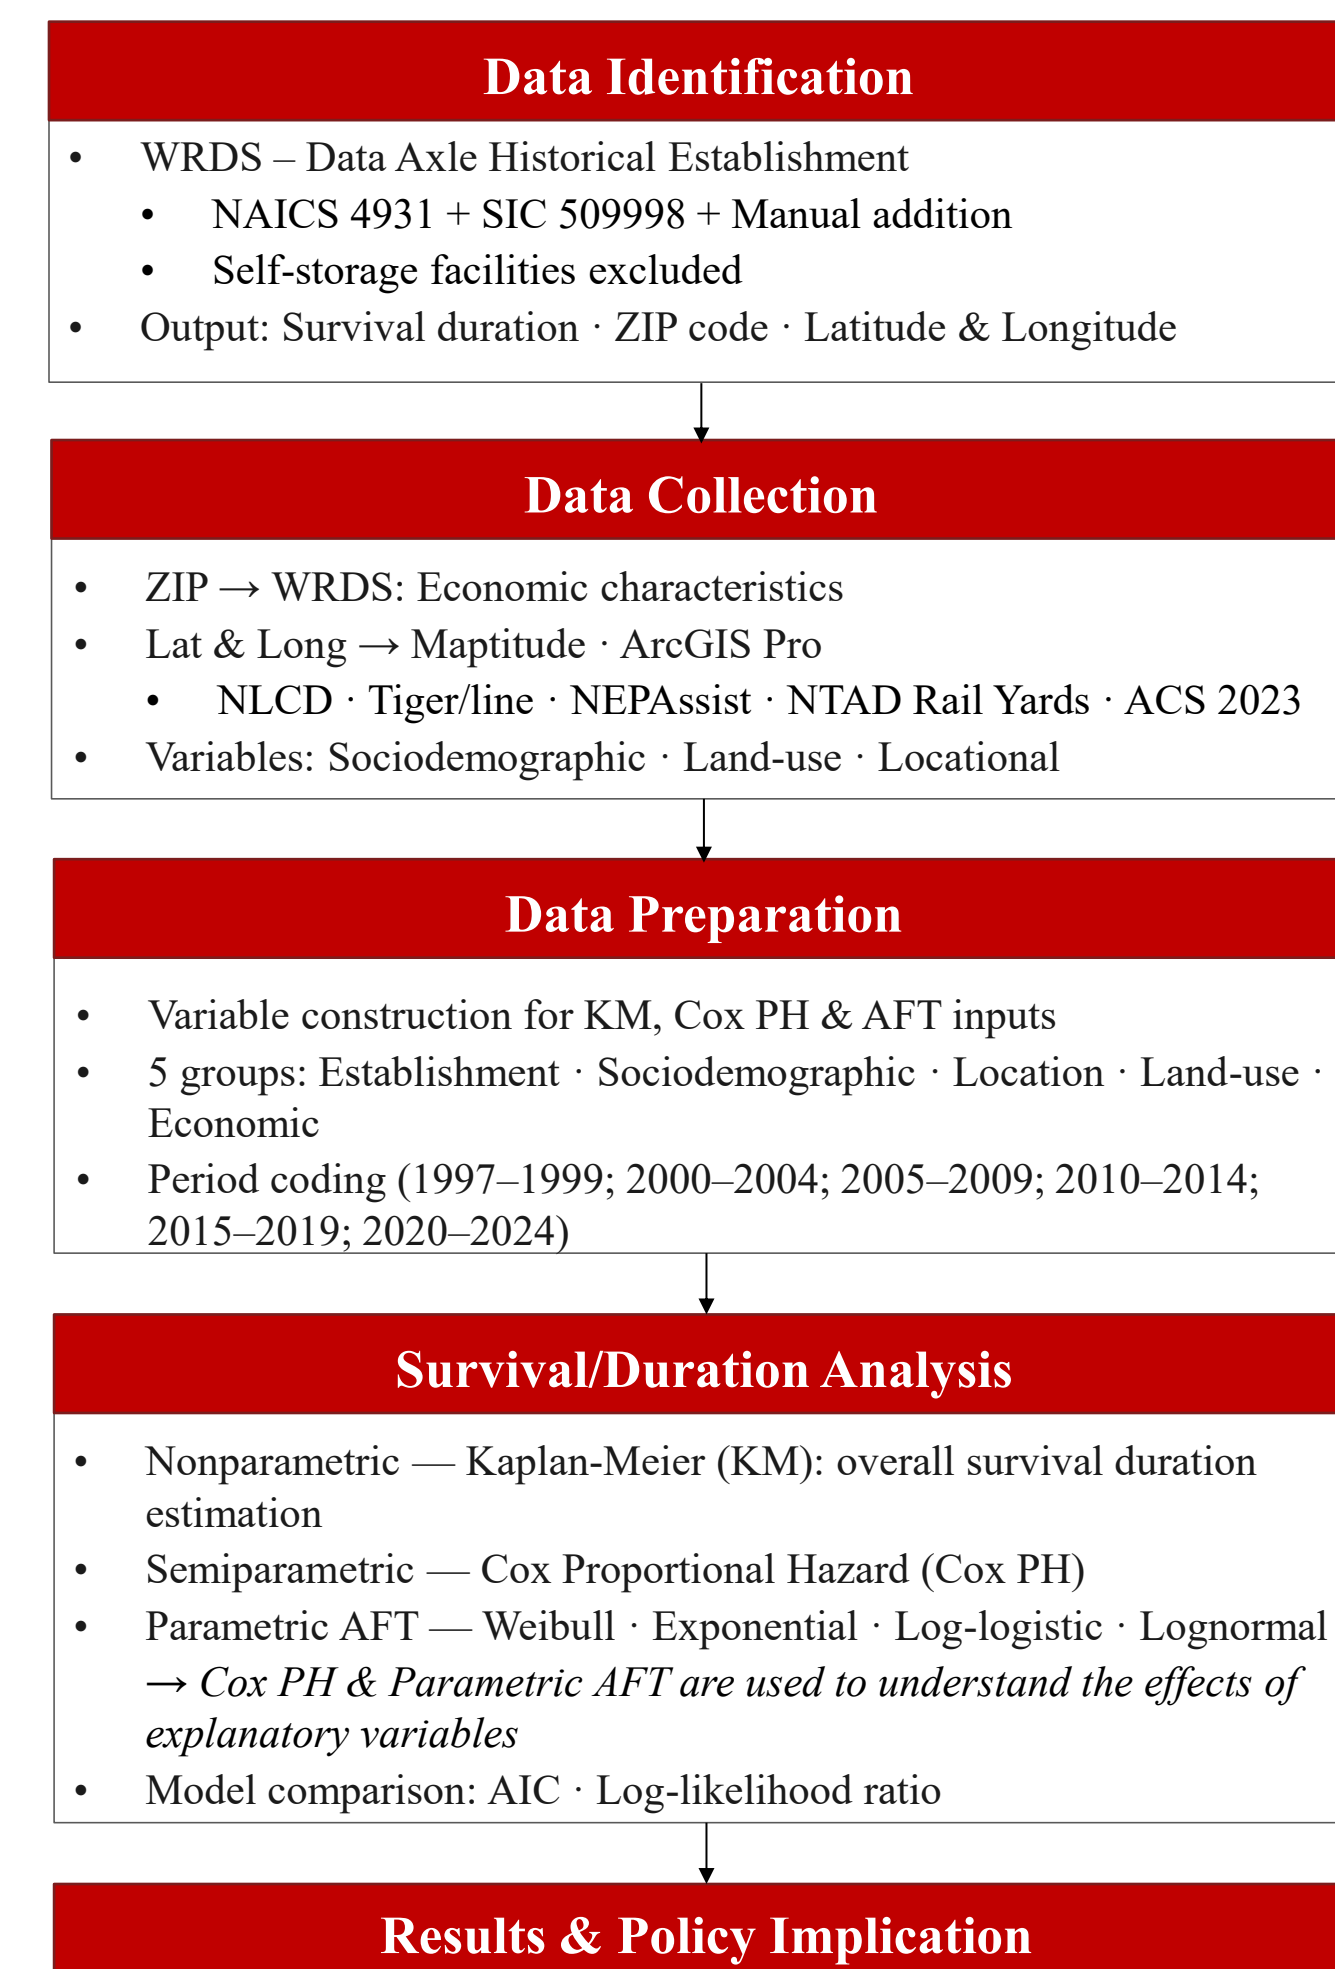 Data Identification
• WRDS – Data Axle Historical Establishment
• NAICS 4931 + SIC 509998 + Manual addition
• Self-storage facilities excluded
• Output: Survival duration · ZIP code · Latitude & Longitude
Data Collection
• ZIP → WRDS: Economic characteristics
• Lat & Long → Maptitude · ArcGIS Pro
• NLCD · Tiger/line · NEPAssist · NTAD Rail Yards · ACS 2023
• Variables: Sociodemographic · Land-use · Locational
Data Preparation
• Variable construction for KM, Cox PH & AFT inputs
• 5 groups: Establishment · Sociodemographic · Location · Land-use ·
Economic
• Period coding (1997–1999; 2000–2004; 2005–2009; 2010–2014;
2015–2019; 2020–2024)
Survival/Duration Analysis
• Nonparametric — Kaplan-Meier (KM): overall survival duration
estimation
• Semiparametric — Cox Proportional Hazard (Cox PH)
• Parametric AFT — Weibull · Exponential · Log-logistic · Lognormal
→ Cox PH & Parametric AFT are used to understand the effects of
explanatory variables
• Model comparison: AIC · Log-likelihood ratio
Results & Policy Implication